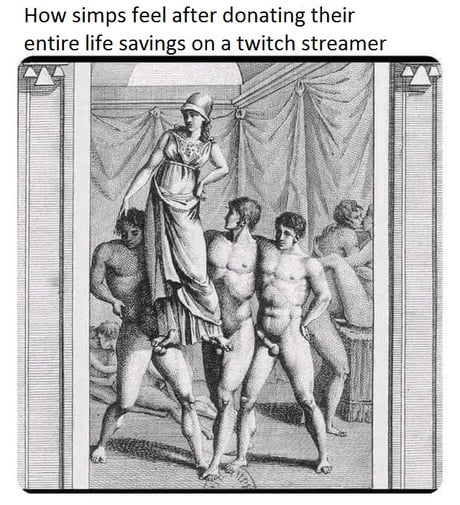 How simps feel after donating their
entire life savings on a twitch streamer